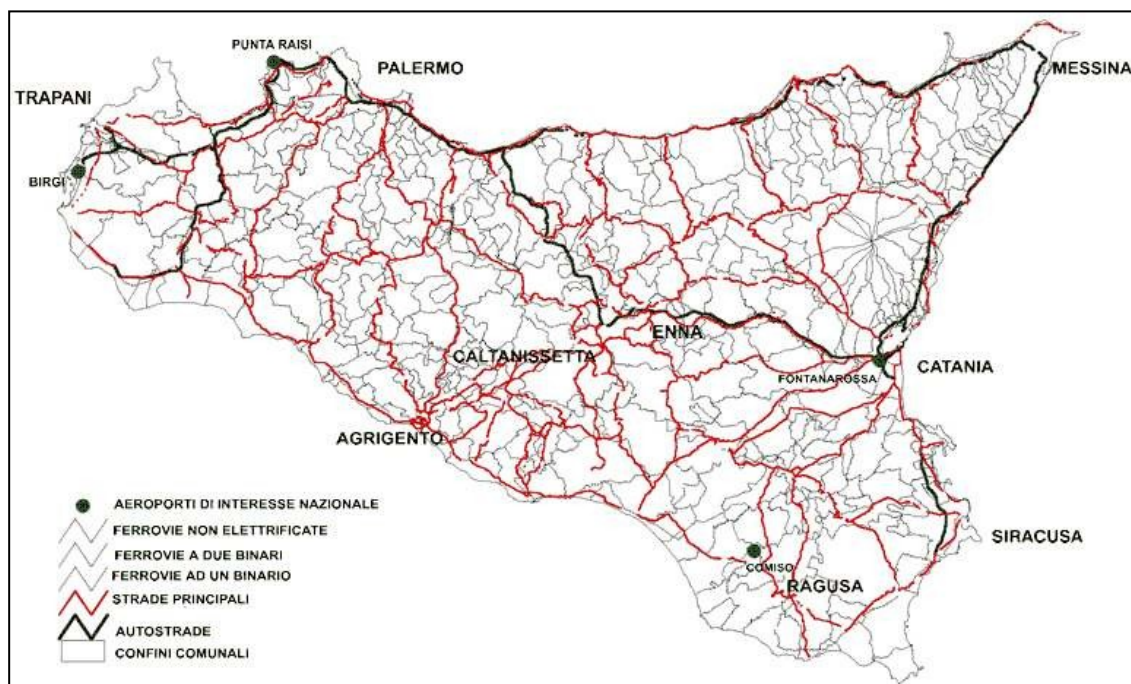 PUNTA RAISI
PALERMO
MESSINA
TRAPANI
BIRGI
ENNA
CALTANISSETTA
FONTANAROSSA
CATANIA
AGRIGENTO
AEROPORTI DI INTERESSE NAZIONALE
FERROVIE NON ELETTRIFICATE
FERROVIE A DUE BINARI
FERROVIE AD UN BINARIO
STRADE PRINCIPALI
AUTOSTRADE
CONFINI COMUNALI
SIRACUSA
COMISO
RAGUSA